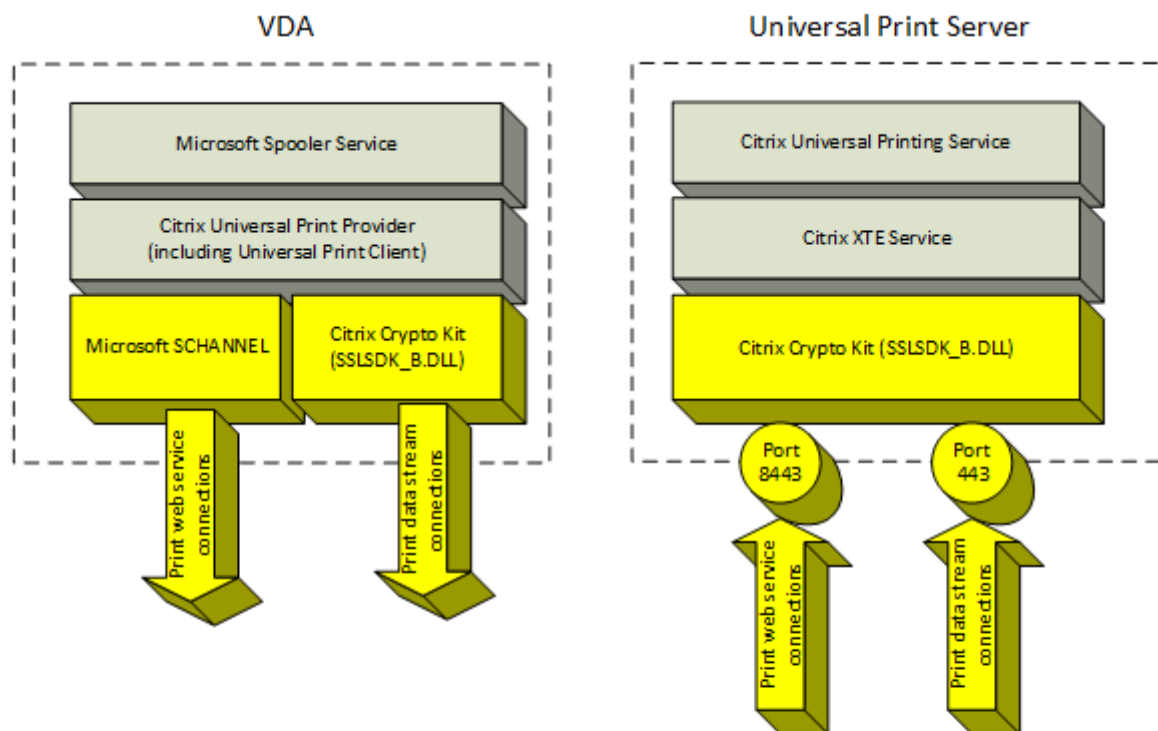 VDA
Microsoft Spooler Service
Citrix Universal Print Provider
(including Universal Print Client)
Microsoft SCHANNEL
Citrix Crypto Kit
(SSLSDK_B.DLL)
Print web service
connections
Print data stream
connections
Universal Print Server
Citrix Universal Printing Service
Citrix XTE Service
Citrix Crypto Kit (SSLSDK_B.DLL)
Port
8443
Port
443
Print web service
connections
Print data stream
connections